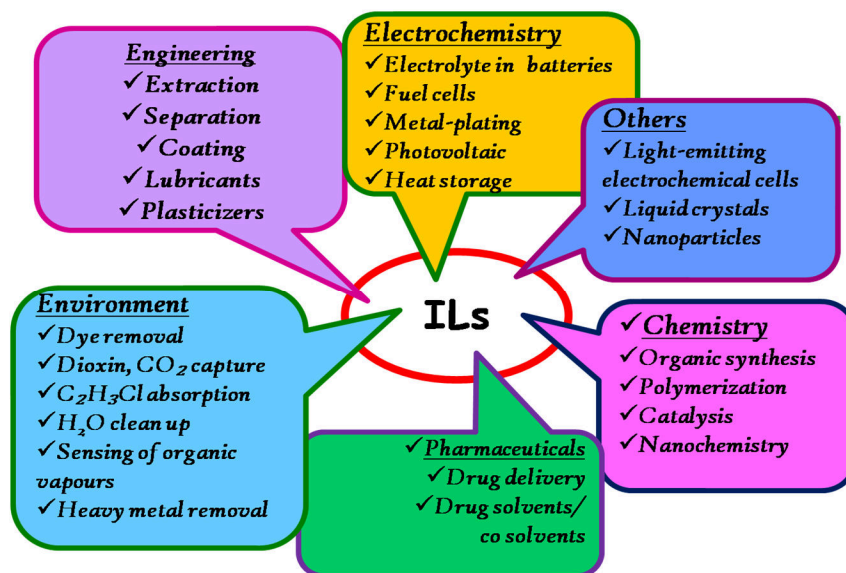 Engineering
✓Extraction
✓Separation
✓Coating
✓Lubricants
✓Plasticizers
Electrochemistry
✓Electrolyte in batteries
✓Fuel cells
✓Metal-plating
✓Photovoltaic
✓Heat storage
Others
✓Light-emitting
electrochemical cells
✓Liquid crystals
✓Nanoparticles
ILs
Environment
✓Dye removal
✓Dioxin, CO₂ capture
✓C₂H₃Cl absorption
✓H₂O clean up
✓Sensing of organic
vapours
✓Heavy metal removal
✓Pharmaceuticals
✓Drug delivery
✓Drug solvents/
co solvents
✓Chemistry
✓Organic synthesis
✓Polymerization
✓Catalysis
✓Nanochemistry